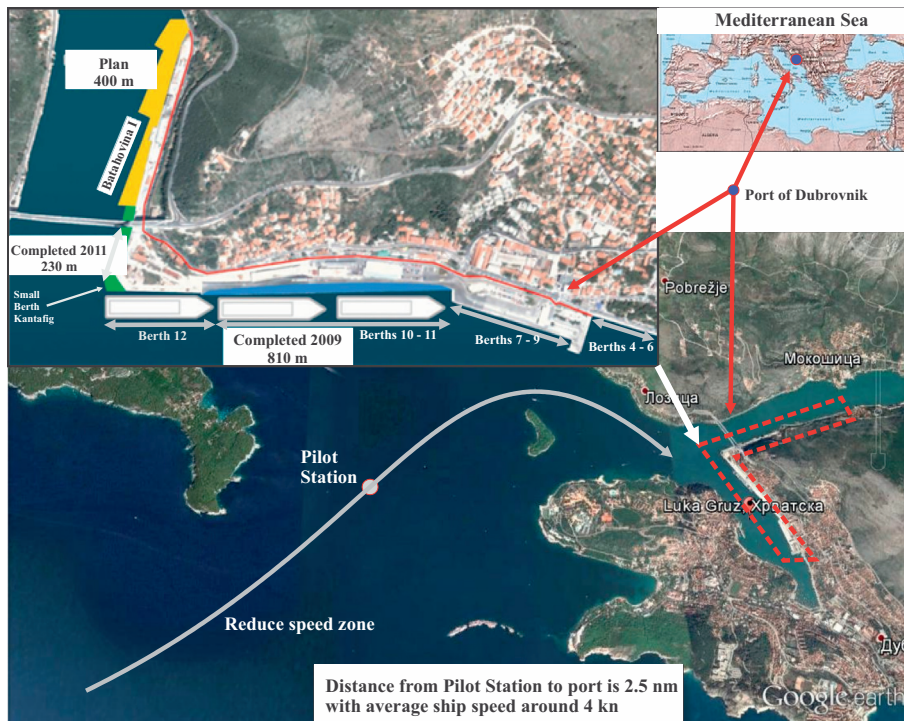 Mediterranean Sea
Plan
400 m
Batahovina I
Completed 2011
230 m
Small
Berth
Kantafig
Berth 12
Completed 2009
810 m
Berths 10 - 11
Berths 7 - 9
Berths 4 - 6
Port of Dubrovnik
Pobrežje
Мокошица
Лозица
Pilot
Station
Luka Gruz
Хрватска
Reduce speed zone
Distance from Pilot Station to port is 2.5 nm
with average ship speed around 4 kn
Google earth